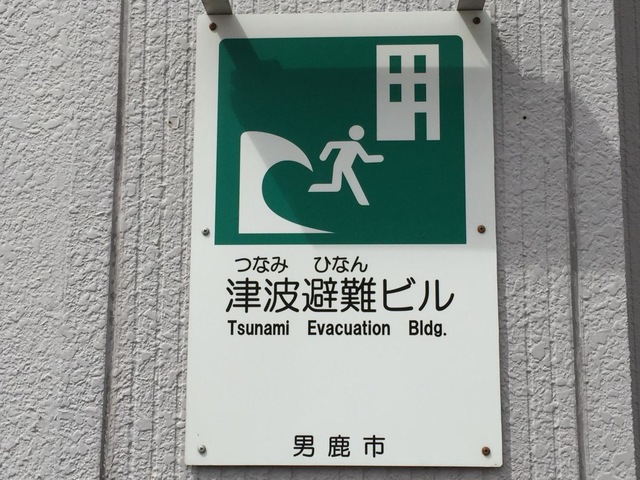 つなみ ひなん
津波避難ビル
Tsunami Evacuation Bldg.
男鹿市